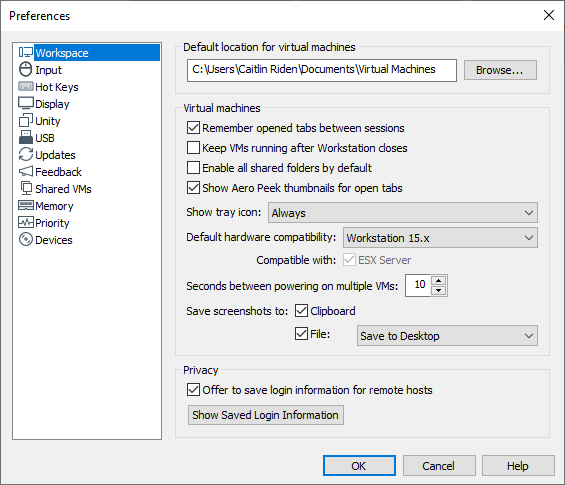 Preferences
Workspace
Input
Hot Keys
Display
Unity
USB
Updates
Feedback
Shared VMs
Memory
Priority
Devices
Default location for virtual machines
C:\Users\Caitlin Riden\Documents\Virtual Machines
Browse...
Virtual machines
Remember opened tabs between sessions
Keep VMs running after Workstation closes
Enable all shared folders by default
Show Aero Peek thumbnails for open tabs
Show tray icon: Always
Default hardware compatibility: Workstation 15.x
Compatible with: ESX Server
Seconds between powering on multiple VMs: 10
Save screenshots to: Clipboard
File: Save to Desktop
Privacy
Offer to save login information for remote hosts
Show Saved Login Information
OK Cancel Help